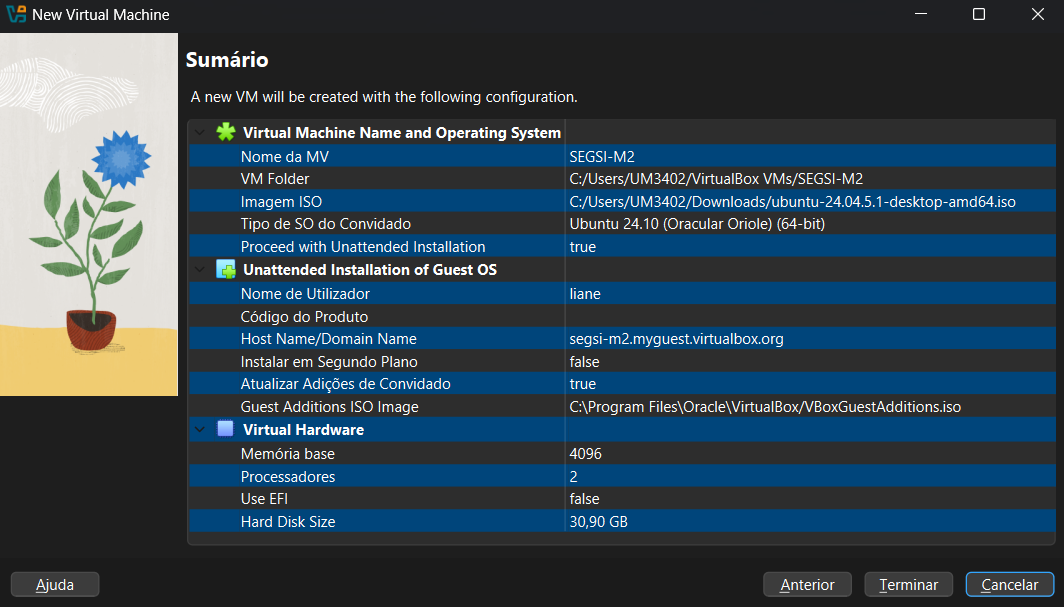 New Virtual Machine
Sumário
A new VM will be created with the following configuration.
Virtual Machine Name and Operating System
Nome da MV SEGSI-M2
VM Folder C:/Users/UM3402/VirtualBox VMs/SEGSI-M2
Imagem ISO C:/Users/UM3402/Downloads/ubuntu-24.04.5.1-desktop-amd64.iso
Tipo de SO do Convidado Ubuntu 24.10 (Oracular Oriole) (64-bit)
Proceed with Unattended Installation true
Unattended Installation of Guest OS
Nome de Utilizador liane
Código do Produto
Host Name/Domain Name segsi-m2.myguest.virtualbox.org
Instalar em Segundo Plano false
Atualizar Adições de Convidado true
Guest Additions ISO Image C:\Program Files\Oracle\VirtualBox/VBoxGuestAdditions.iso
Virtual Hardware
Memória base 4096
Processadores 2
Use EFI false
Hard Disk Size 30,90 GB
Ajuda Anterior Terminar Cancelar